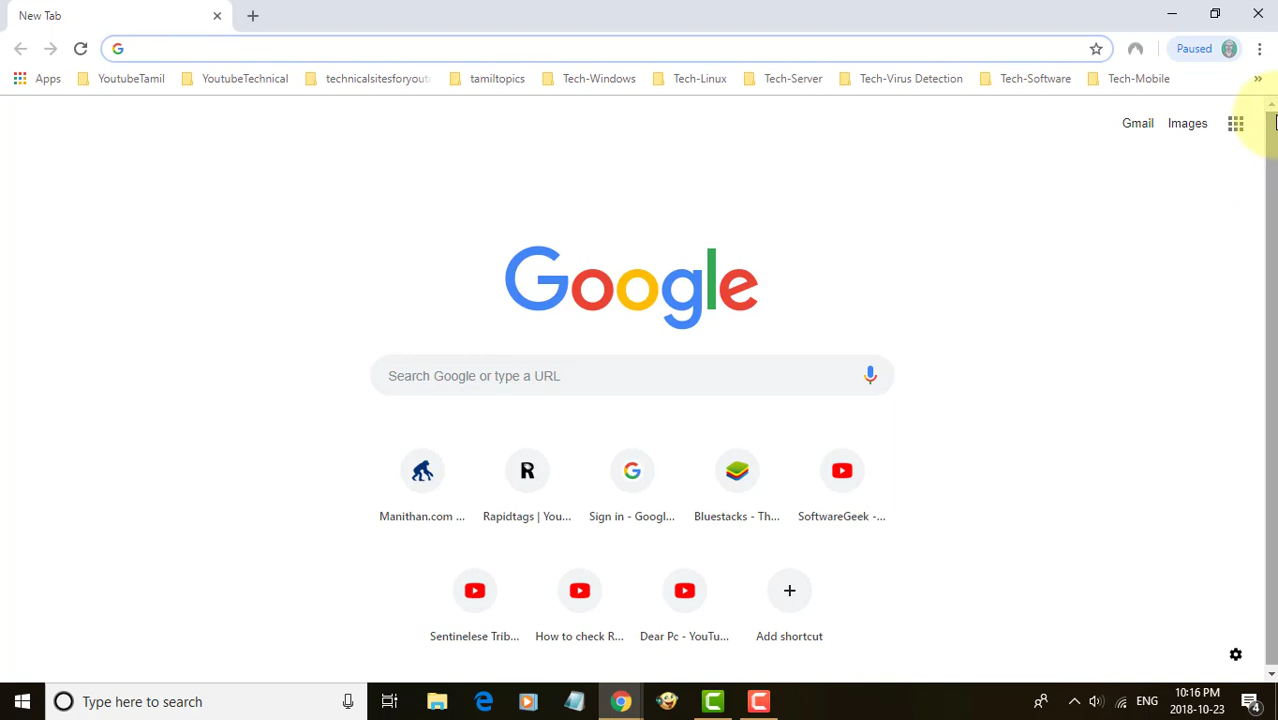 New Tab
Paused
Apps YoutubeTamil YoutubeTechnical technicalsitesforyoutu tamiltopics Tech-Windows Tech-Linux Tech-Server Tech-Virus Detection Tech-Software Tech-Mobile »
Gmail Images
Google
Search Google or type a URL
Manithan.com ... Rapidtags | You... Sign in - Googl... Bluestacks - Th... SoftwareGeek -...
Sentinelese Trib... How to check R... Dear Pc - YouTu... Add shortcut
Type here to search
ENG
10:16 PM
2018-10-23
4